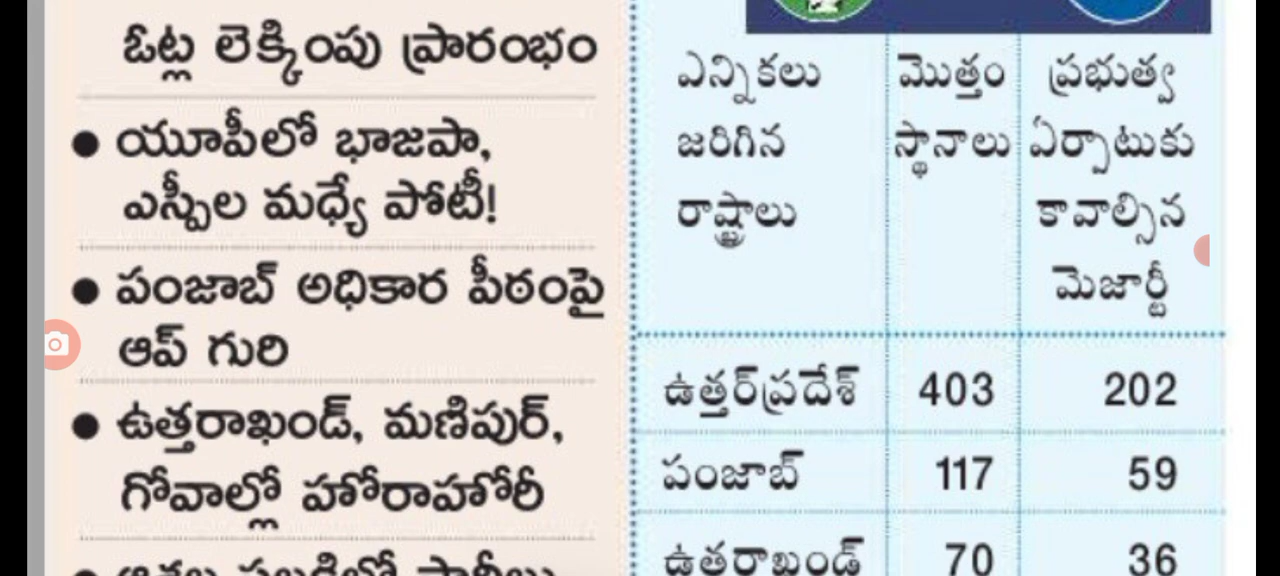 ఓట్ల లెక్కింపు ప్రారంభం
● యూపీలో భాజపా,
ఎస్పీల మధ్యే పోటీ!
● పంజాబ్ అధికార పీఠంపై
ఆప్ గురి
● ఉత్తరాఖండ్, మణిపుర్,
గోవాల్లో హోరాహోరీ
ఎన్నికలు జరిగిన రాష్ట్రాలు మొత్తం స్థానాలు ప్రభుత్వ ఏర్పాటుకు కావాల్సిన మెజార్టీ
ఉత్తర్‌ప్రదేశ్ 403 202
పంజాబ్ 117 59
ఉత్తరాఖండ్ 70 36